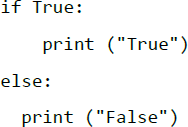 if True:
    print ("True")
else:
  print ("False")